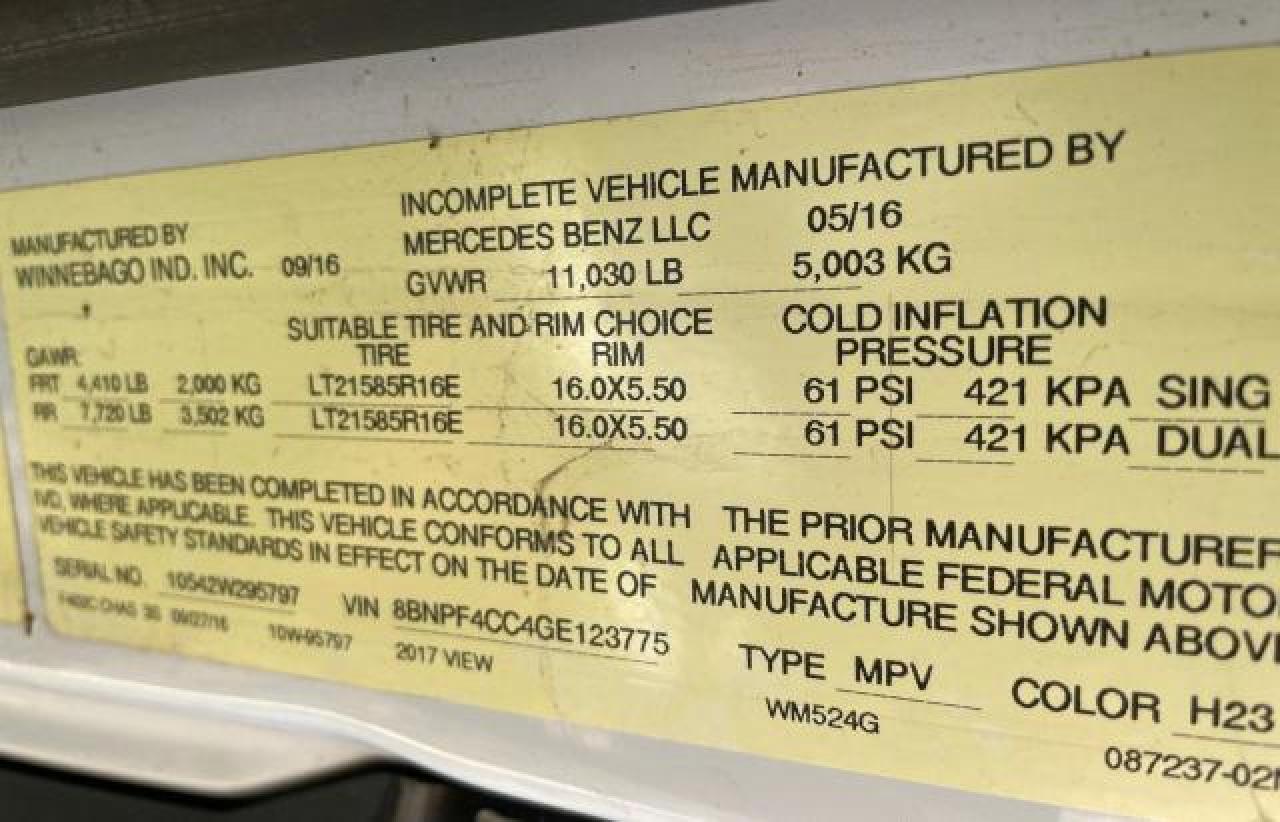 INCOMPLETE VEHICLE MANUFACTURED BY
MANUFACTURED BY MERCEDES BENZ LLC 05/16
WINNEBAGO IND. INC. 09/16 GVWR 11,030 LB 5,003 KG
SUITABLE TIRE AND RIM CHOICE COLD INFLATION
GAWR TIRE RIM PRESSURE
FRT 4,410 LB 2,000 KG LT21585R16E 16.0X5.50 61 PSI 421 KPA SING
RR 7,720 LB 3,502 KG LT21585R16E 16.0X5.50 61 PSI 421 KPA DUAL
THIS VEHICLE HAS BEEN COMPLETED IN ACCORDANCE WITH THE PRIOR MANUFACTURER
IVD, WHERE APPLICABLE. THIS VEHICLE CONFORMS TO ALL APPLICABLE FEDERAL MOTO
VEHICLE SAFETY STANDARDS IN EFFECT ON THE DATE OF MANUFACTURE SHOWN ABOVE
SERIAL NO. 10542W295797 VIN 8BNPF4CC4GE123775 TYPE MPV COLOR H23
CHAS 09/27/16 10W-95797 2017 VIEW WM524G 087237-02